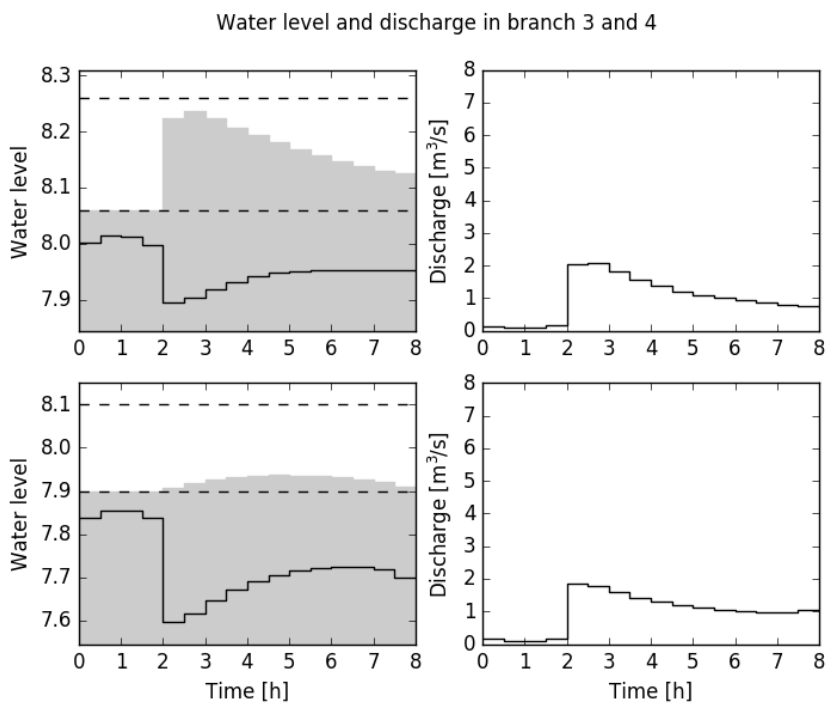 Water level and discharge in branch 3 and 4
8.3
8.2
8.1
8.0
7.9
Water level
0 1 2 3 4 5 6 7 8
8
7
6
5
4
3
2
1
0
Discharge [m³/s]
0 1 2 3 4 5 6 7 8
8.1
8.0
7.9
7.8
7.7
7.6
Water level
0 1 2 3 4 5 6 7 8
Time [h]
8
7
6
5
4
3
2
1
0
Discharge [m³/s]
0 1 2 3 4 5 6 7 8
Time [h]